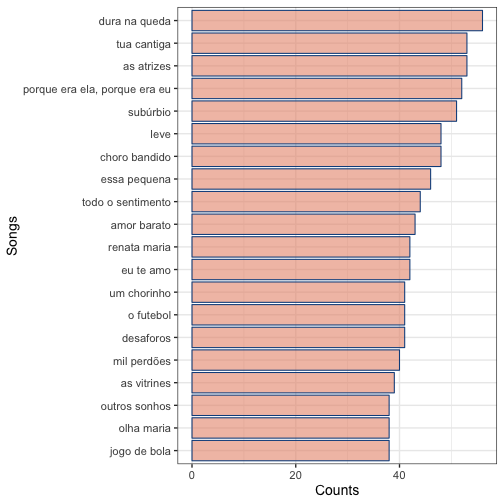 dura na queda
tua cantiga
as atrizes
porque era ela, porque era eu
subúrbio
leve
choro bandido
essa pequena
todo o sentimento
amor barato
renata maria
eu te amo
um chorinho
o futebol
desaforos
mil perdões
as vitrines
outros sonhos
olha maria
jogo de bola
Songs
0 20 40
Counts